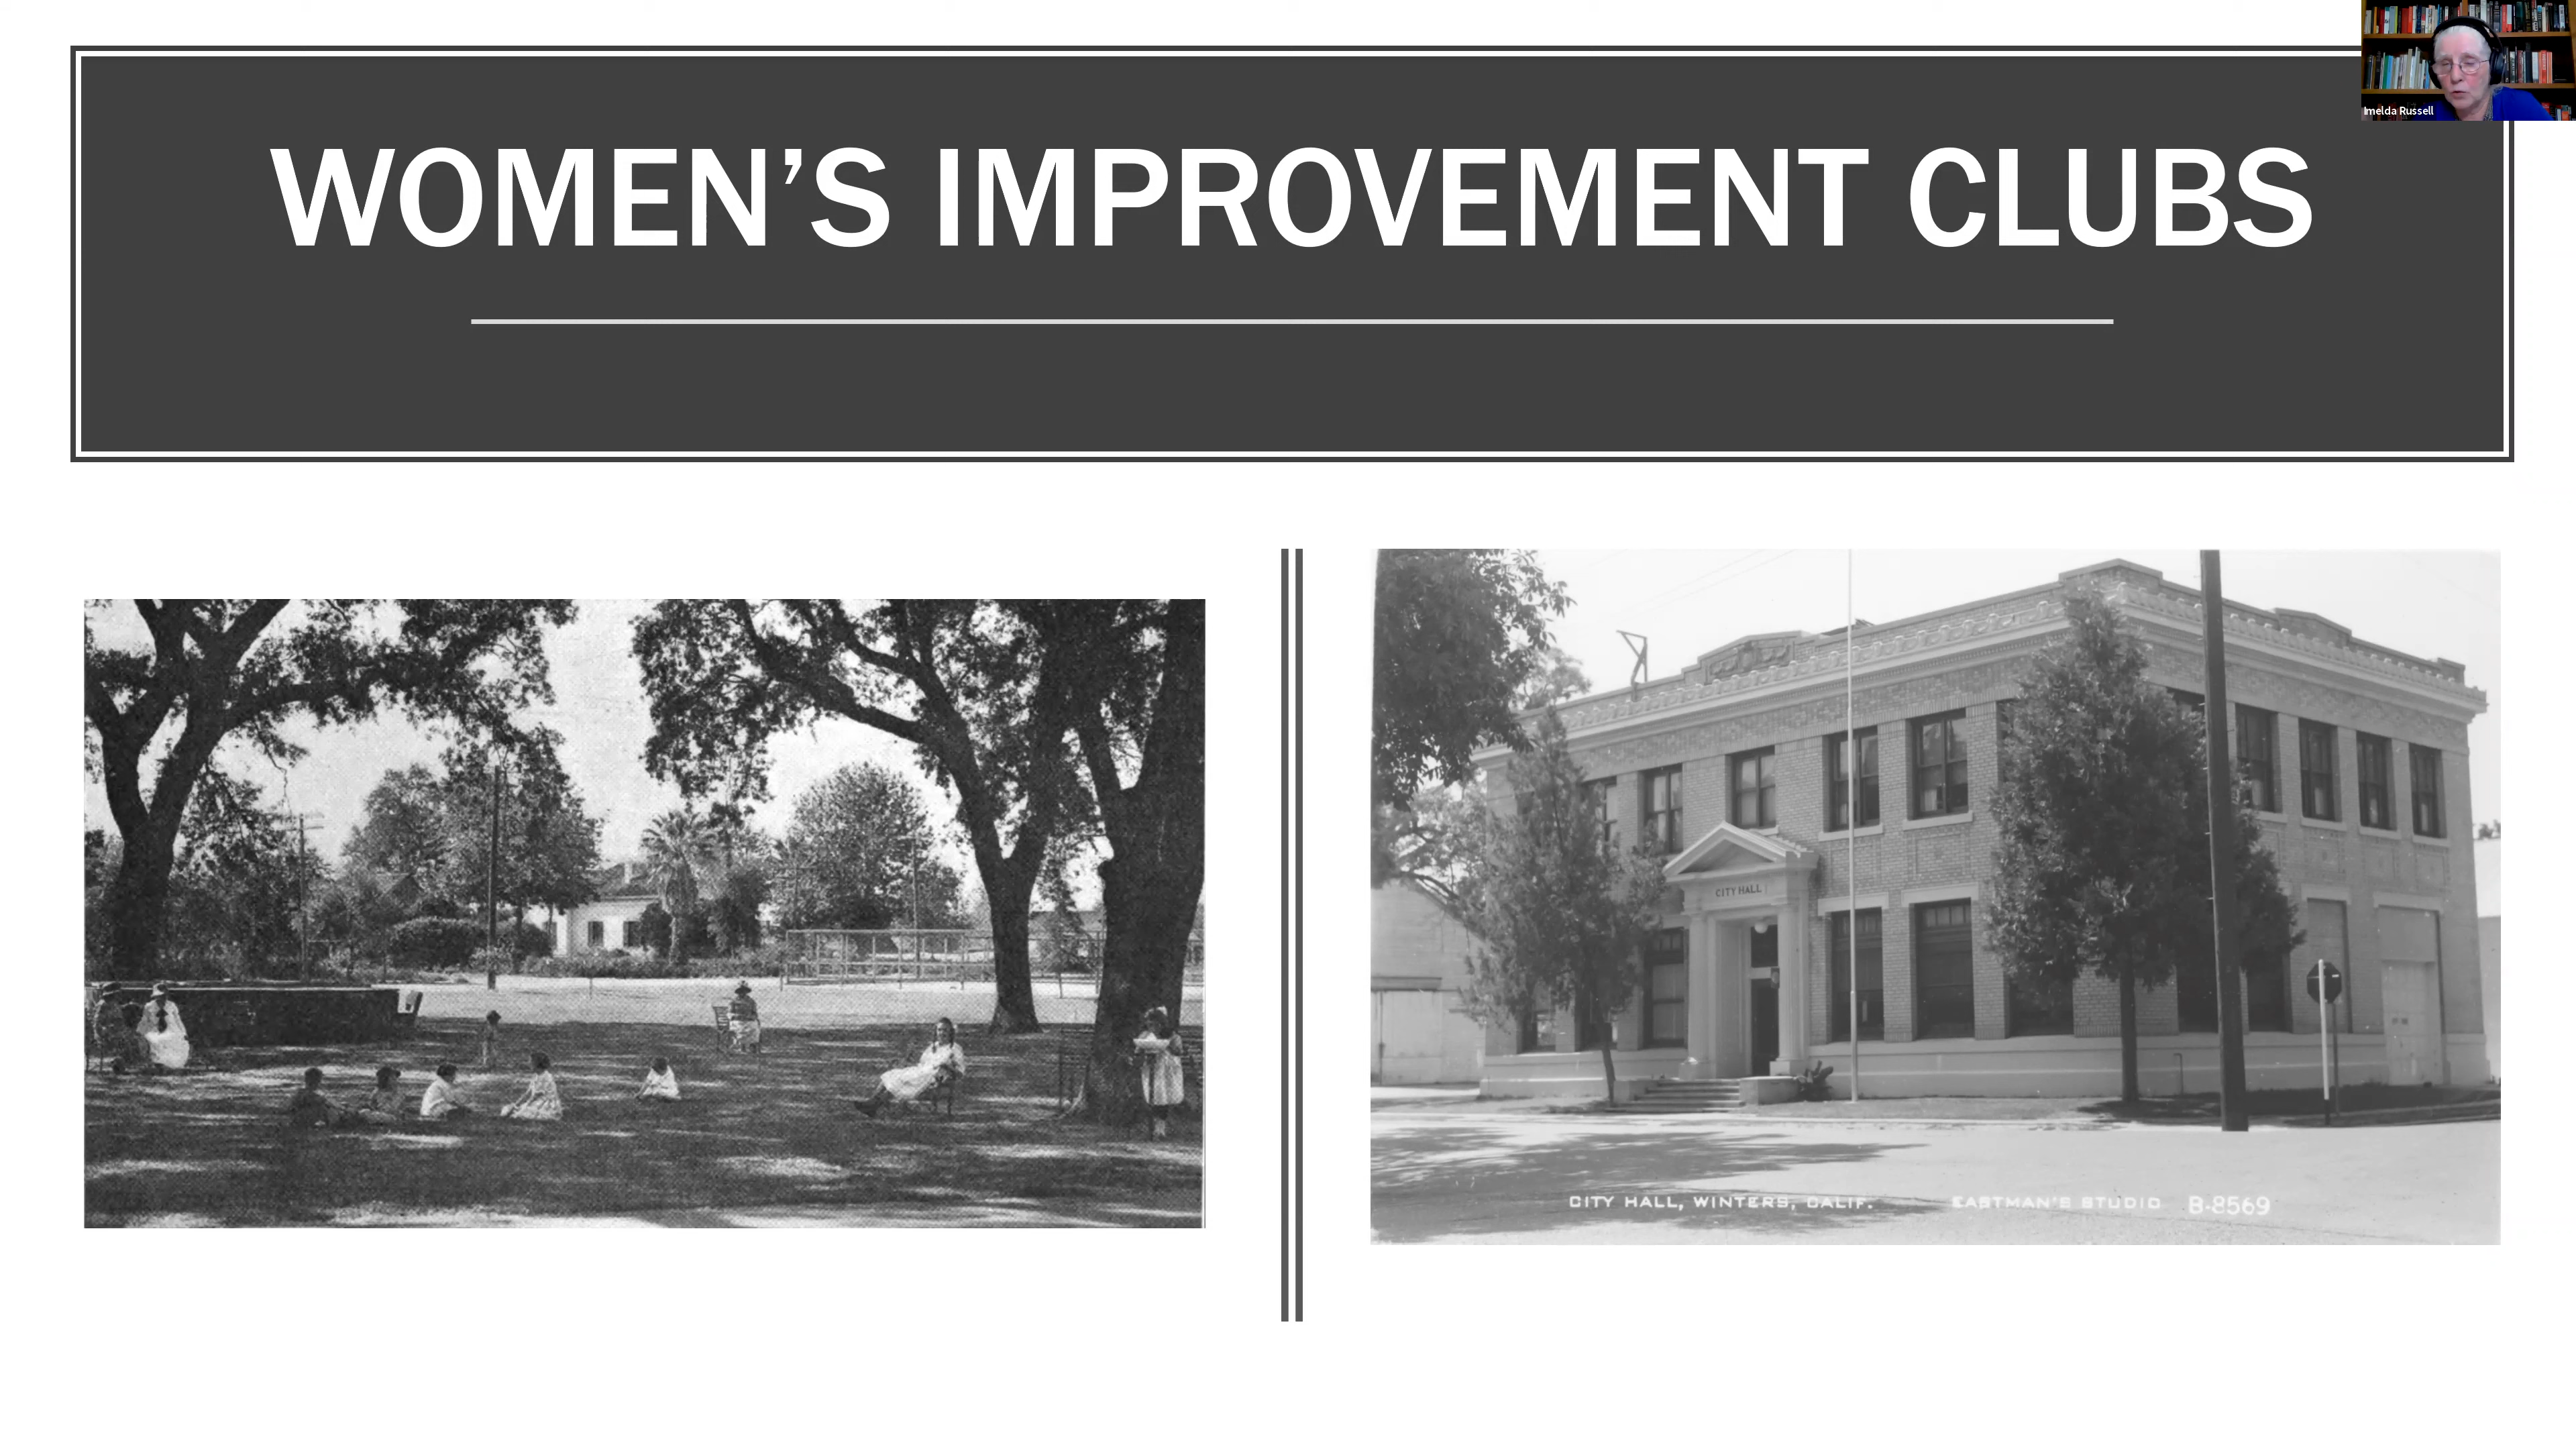 Imelda Russell
WOMEN’S IMPROVEMENT CLUBS
CITY HALL
CITY HALL, WINTERS, CALIF. EASTMAN'S STUDIO B-8569